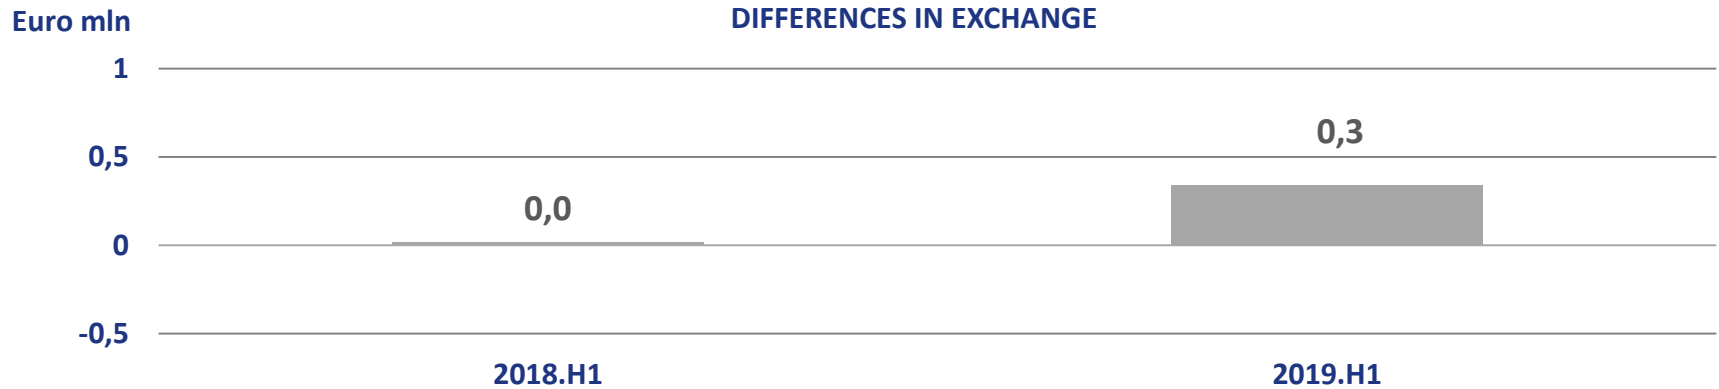 Euro mln
DIFFERENCES IN EXCHANGE
1
0,3
0,5
0,0
0
-0,5
2018.H1 2019.H1